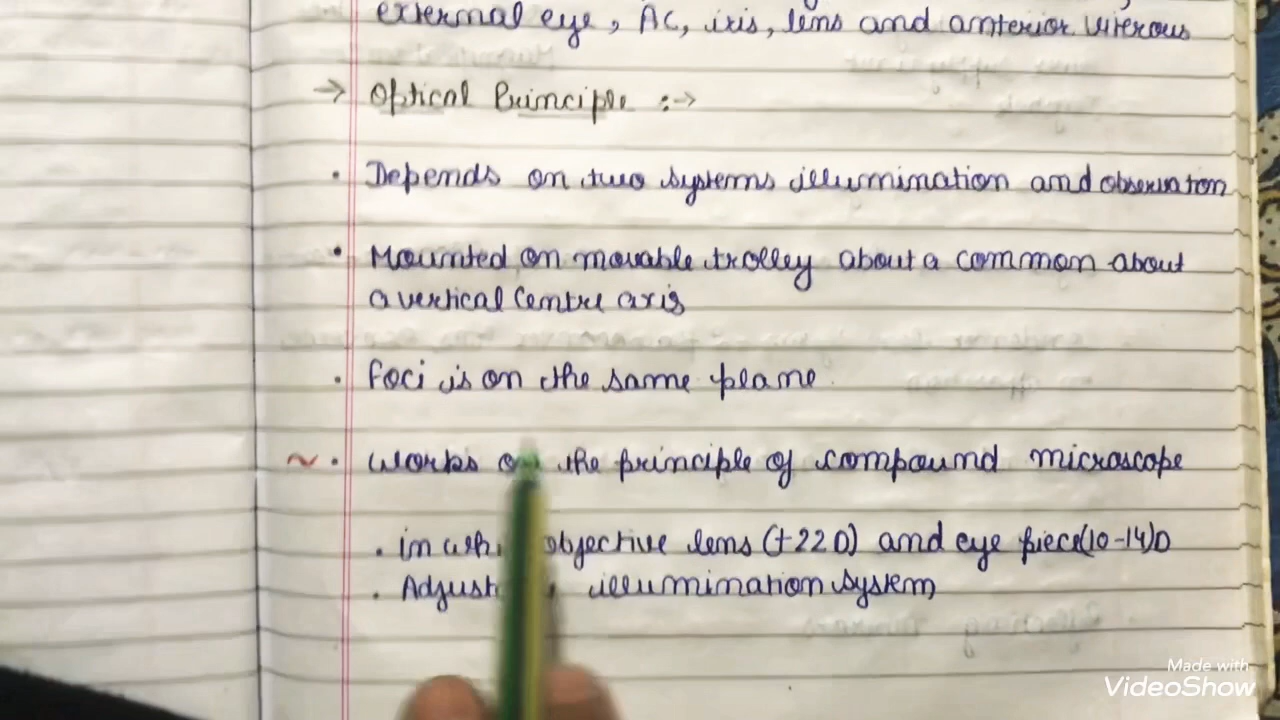 external eye, AC, iris, lens and anterior viterous
→ Optical Principle :→
. Depends on two systems illumination and observation
. Mounted on movable trolley about a common about
a vertical centre axis
. foci is on the same plane
~ . works on the principle of compound microscope
. in objective lens (+22D) and eye piece(10-14)D
. illumination system
Made with
VideoShow